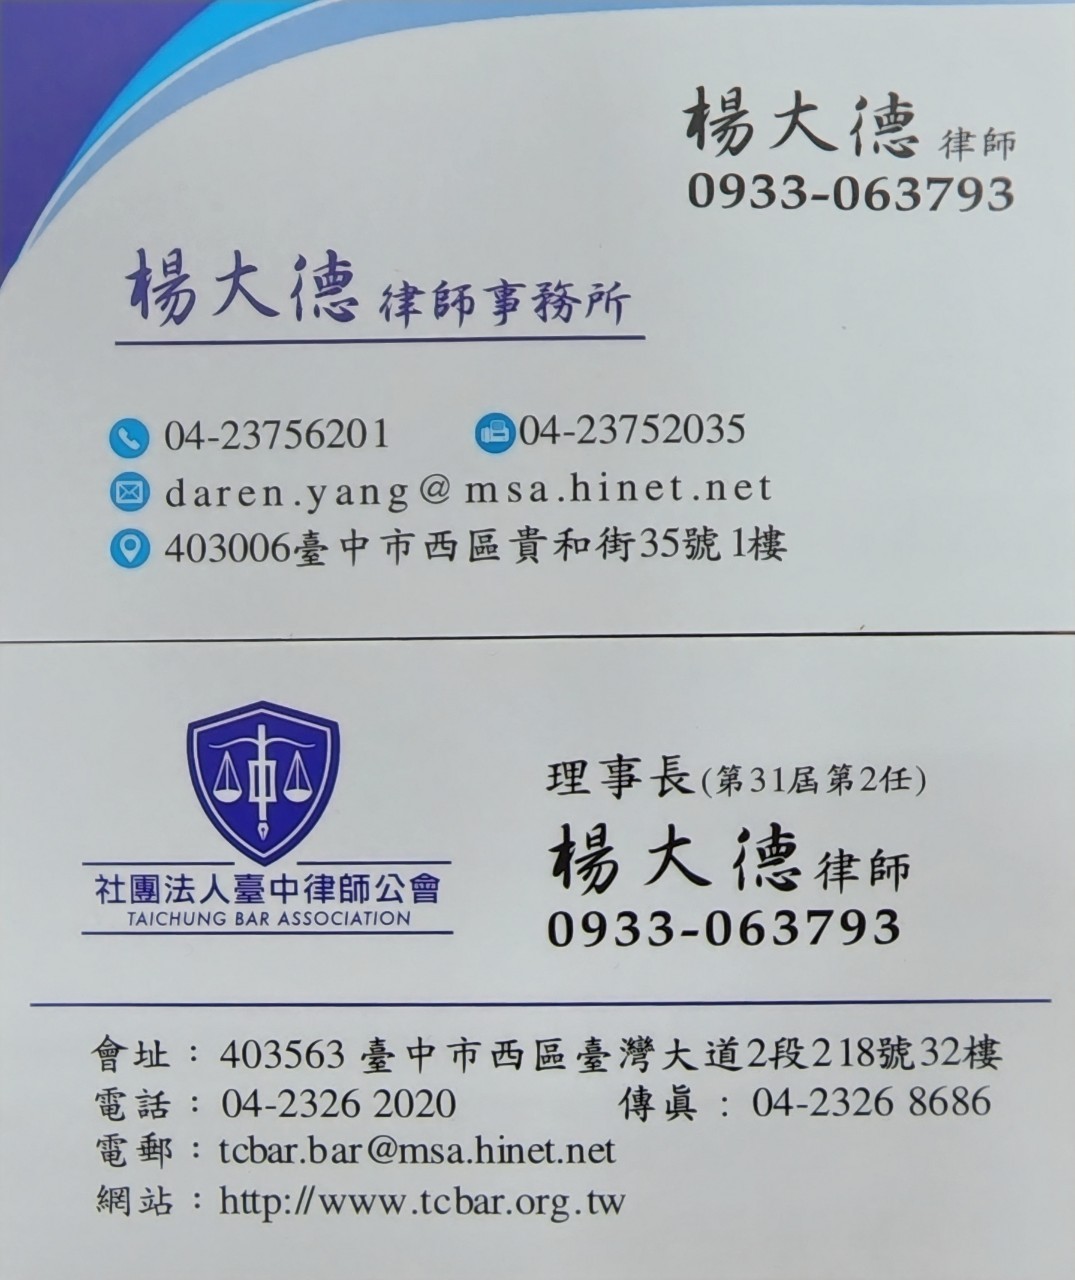 楊大德 律師
0933-063793
楊大德 律師事務所
04-23756201 04-23752035
daren.yang@msa.hinet.net
403006臺中市西區貴和街35號1樓
中
理事長(第31屆第2任)
楊大德 律師
0933-063793
社團法人臺中律師公會
TAICHUNG BAR ASSOCIATION
會址：403563 臺中市西區臺灣大道2段218號32樓
電話：04-2326 2020 傳真：04-2326 8686
電郵：tcbar.bar@msa.hinet.net
網站：http://www.tcbar.org.tw